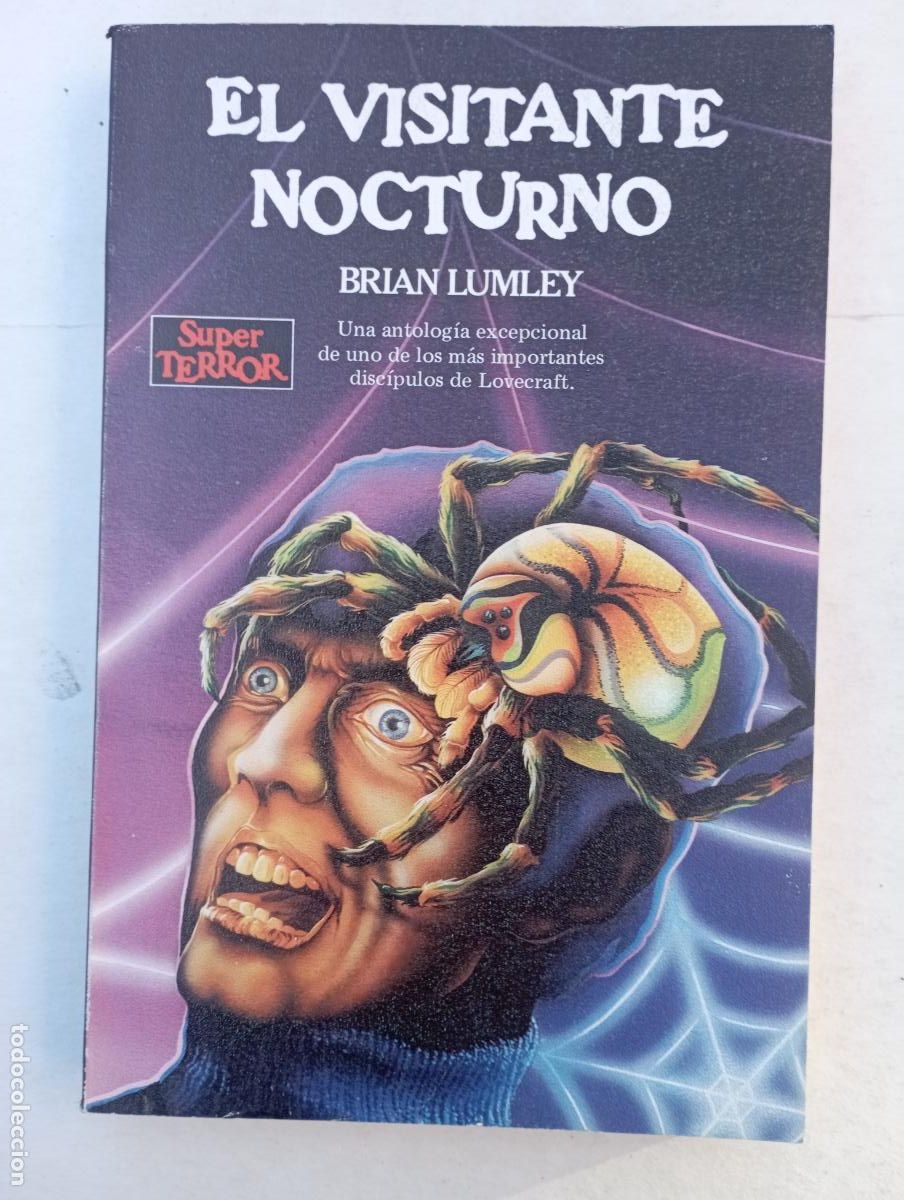 EL VISITANTE
NOCTURNO
BRIAN LUMLEY
Super
TERROR
Una antología excepcional
de uno de los más importantes
discípulos de Lovecraft.
todocoleccion